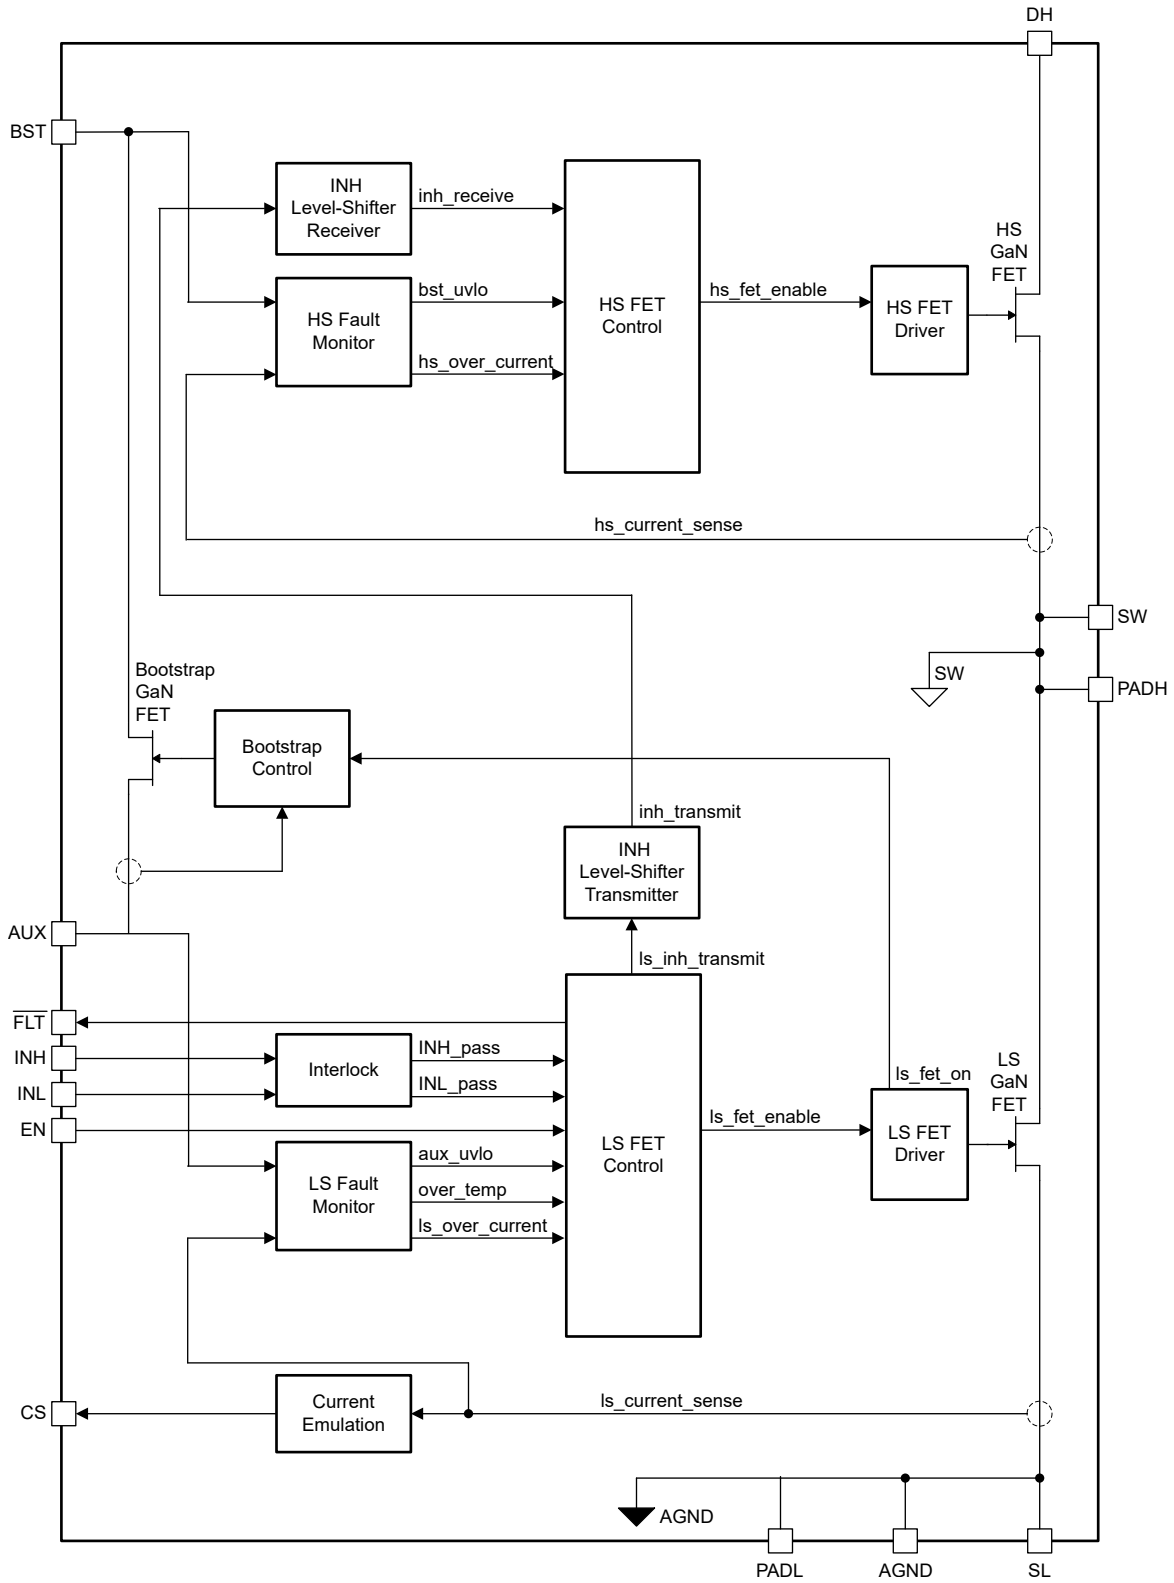 DH
BST
INH
Level-Shifter
Receiver
inh_receive
HS Fault
Monitor
bst_uvlo
hs_over_current
HS FET
Control
hs_fet_enable
HS FET
Driver
HS
GaN
FET
hs_current_sense
SW
SW
PADH
Bootstrap
GaN
FET
Bootstrap
Control
inh_transmit
INH
Level-Shifter
Transmitter
ls_inh_transmit
AUX
FLT
INH
INL
EN
Interlock
INH_pass
INL_pass
LS Fault
Monitor
aux_uvlo
over_temp
ls_over_current
LS FET
Control
ls_fet_enable
ls_fet_on
LS FET
Driver
LS
GaN
FET
CS
Current
Emulation
ls_current_sense
AGND
PADL
AGND
SL